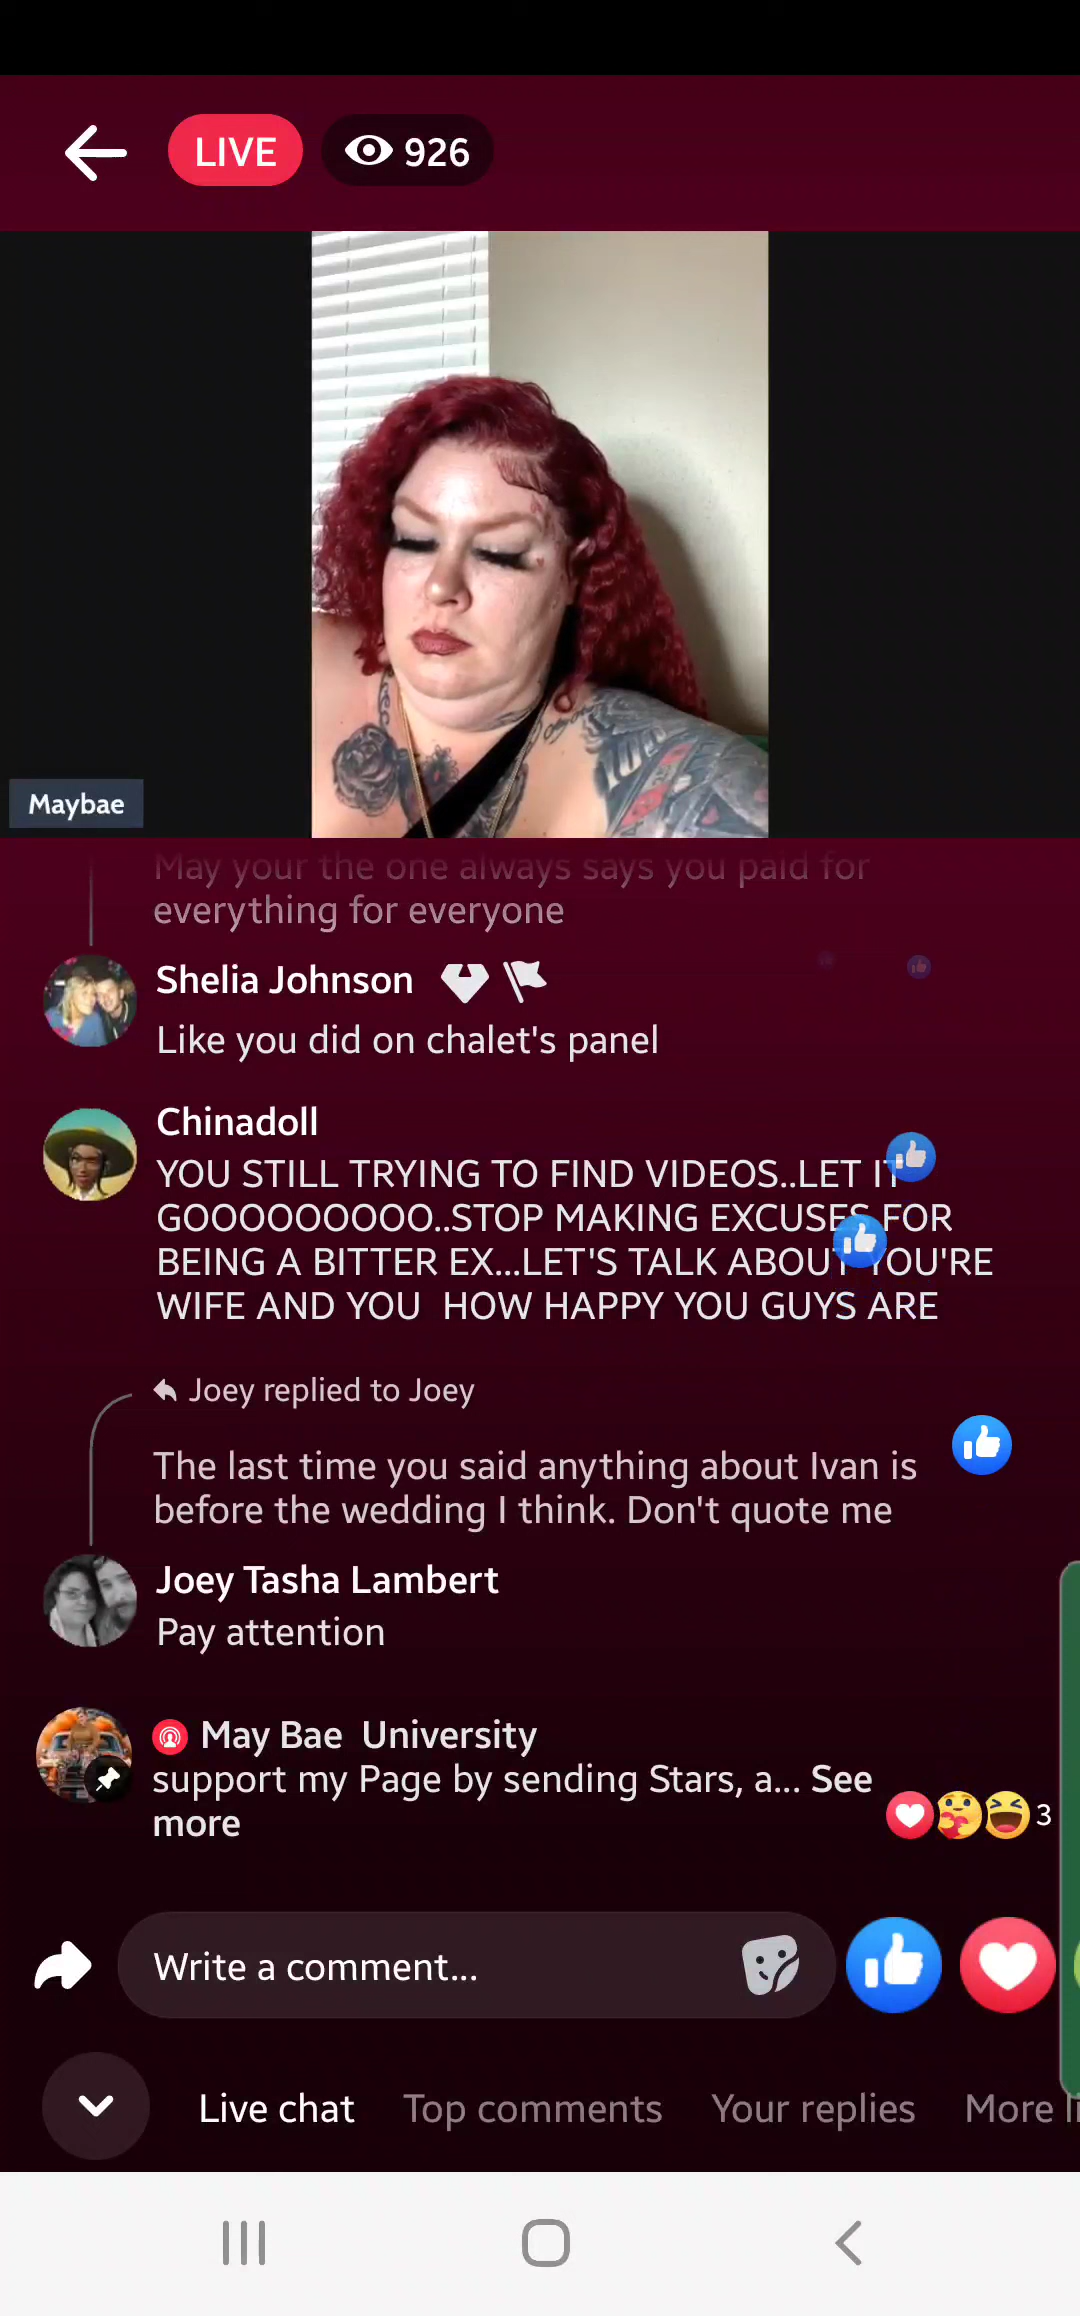 LIVE
926
Maybae
May your the one always says you paid for
everything for everyone
Shelia Johnson
Like you did on chalet's panel
Chinadoll
YOU STILL TRYING TO FIND VIDEOS..LET IT
GOOOOOOOOO..STOP MAKING EXCUSES FOR
BEING A BITTER EX...LET'S TALK ABOUT YOU'RE
WIFE AND YOU  HOW HAPPY YOU GUYS ARE
Joey replied to Joey
The last time you said anything about Ivan is
before the wedding I think. Don't quote me
Joey Tasha Lambert
Pay attention
May Bae  University
support my Page by sending Stars, a... See
more
3
Write a comment...
Live chat
Top comments
Your replies
More